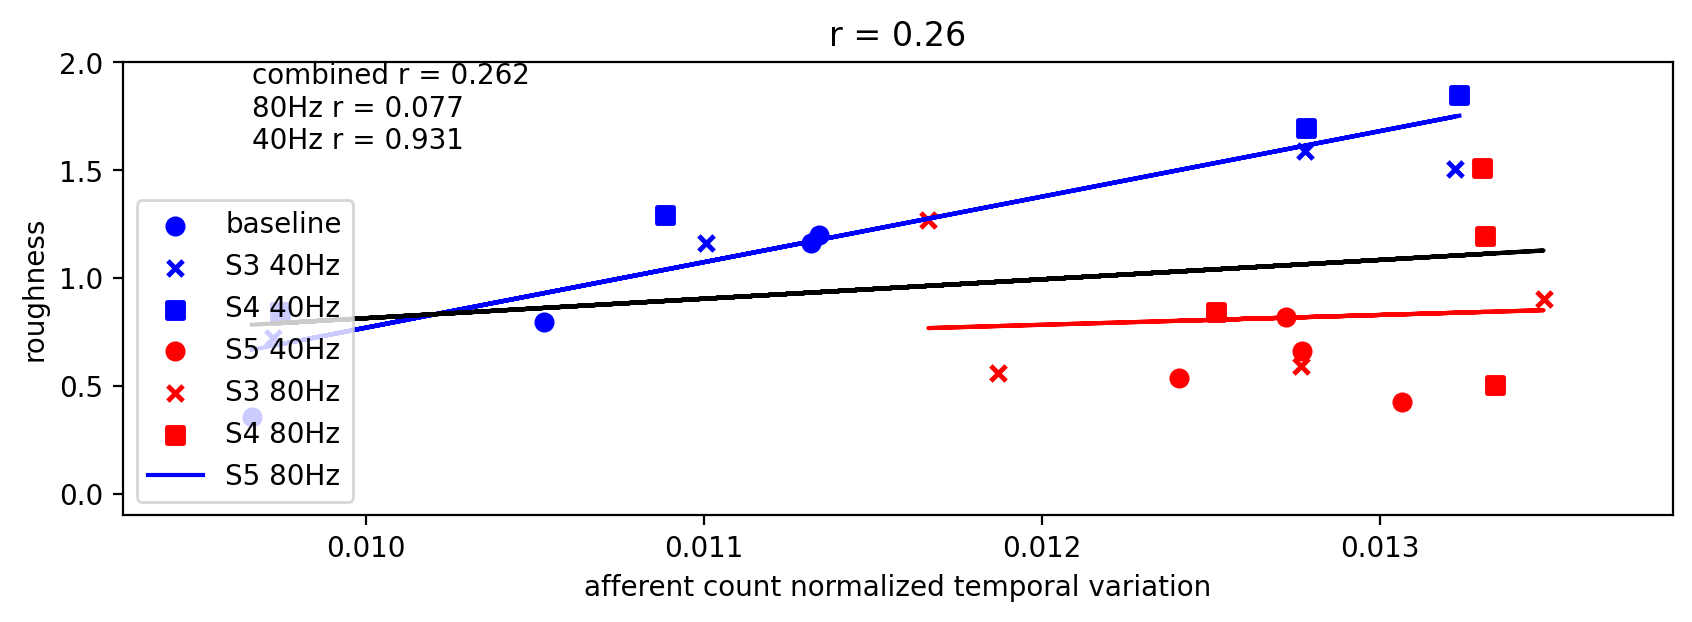 r = 0.26
combined r = 0.262
80Hz r = 0.077
40Hz r = 0.931
2.0
1.5
1.0
0.5
0.0
roughness
baseline
S3 40Hz
S4 40Hz
S5 40Hz
S3 80Hz
S4 80Hz
S5 80Hz
0.010
0.011
0.012
0.013
afferent count normalized temporal variation